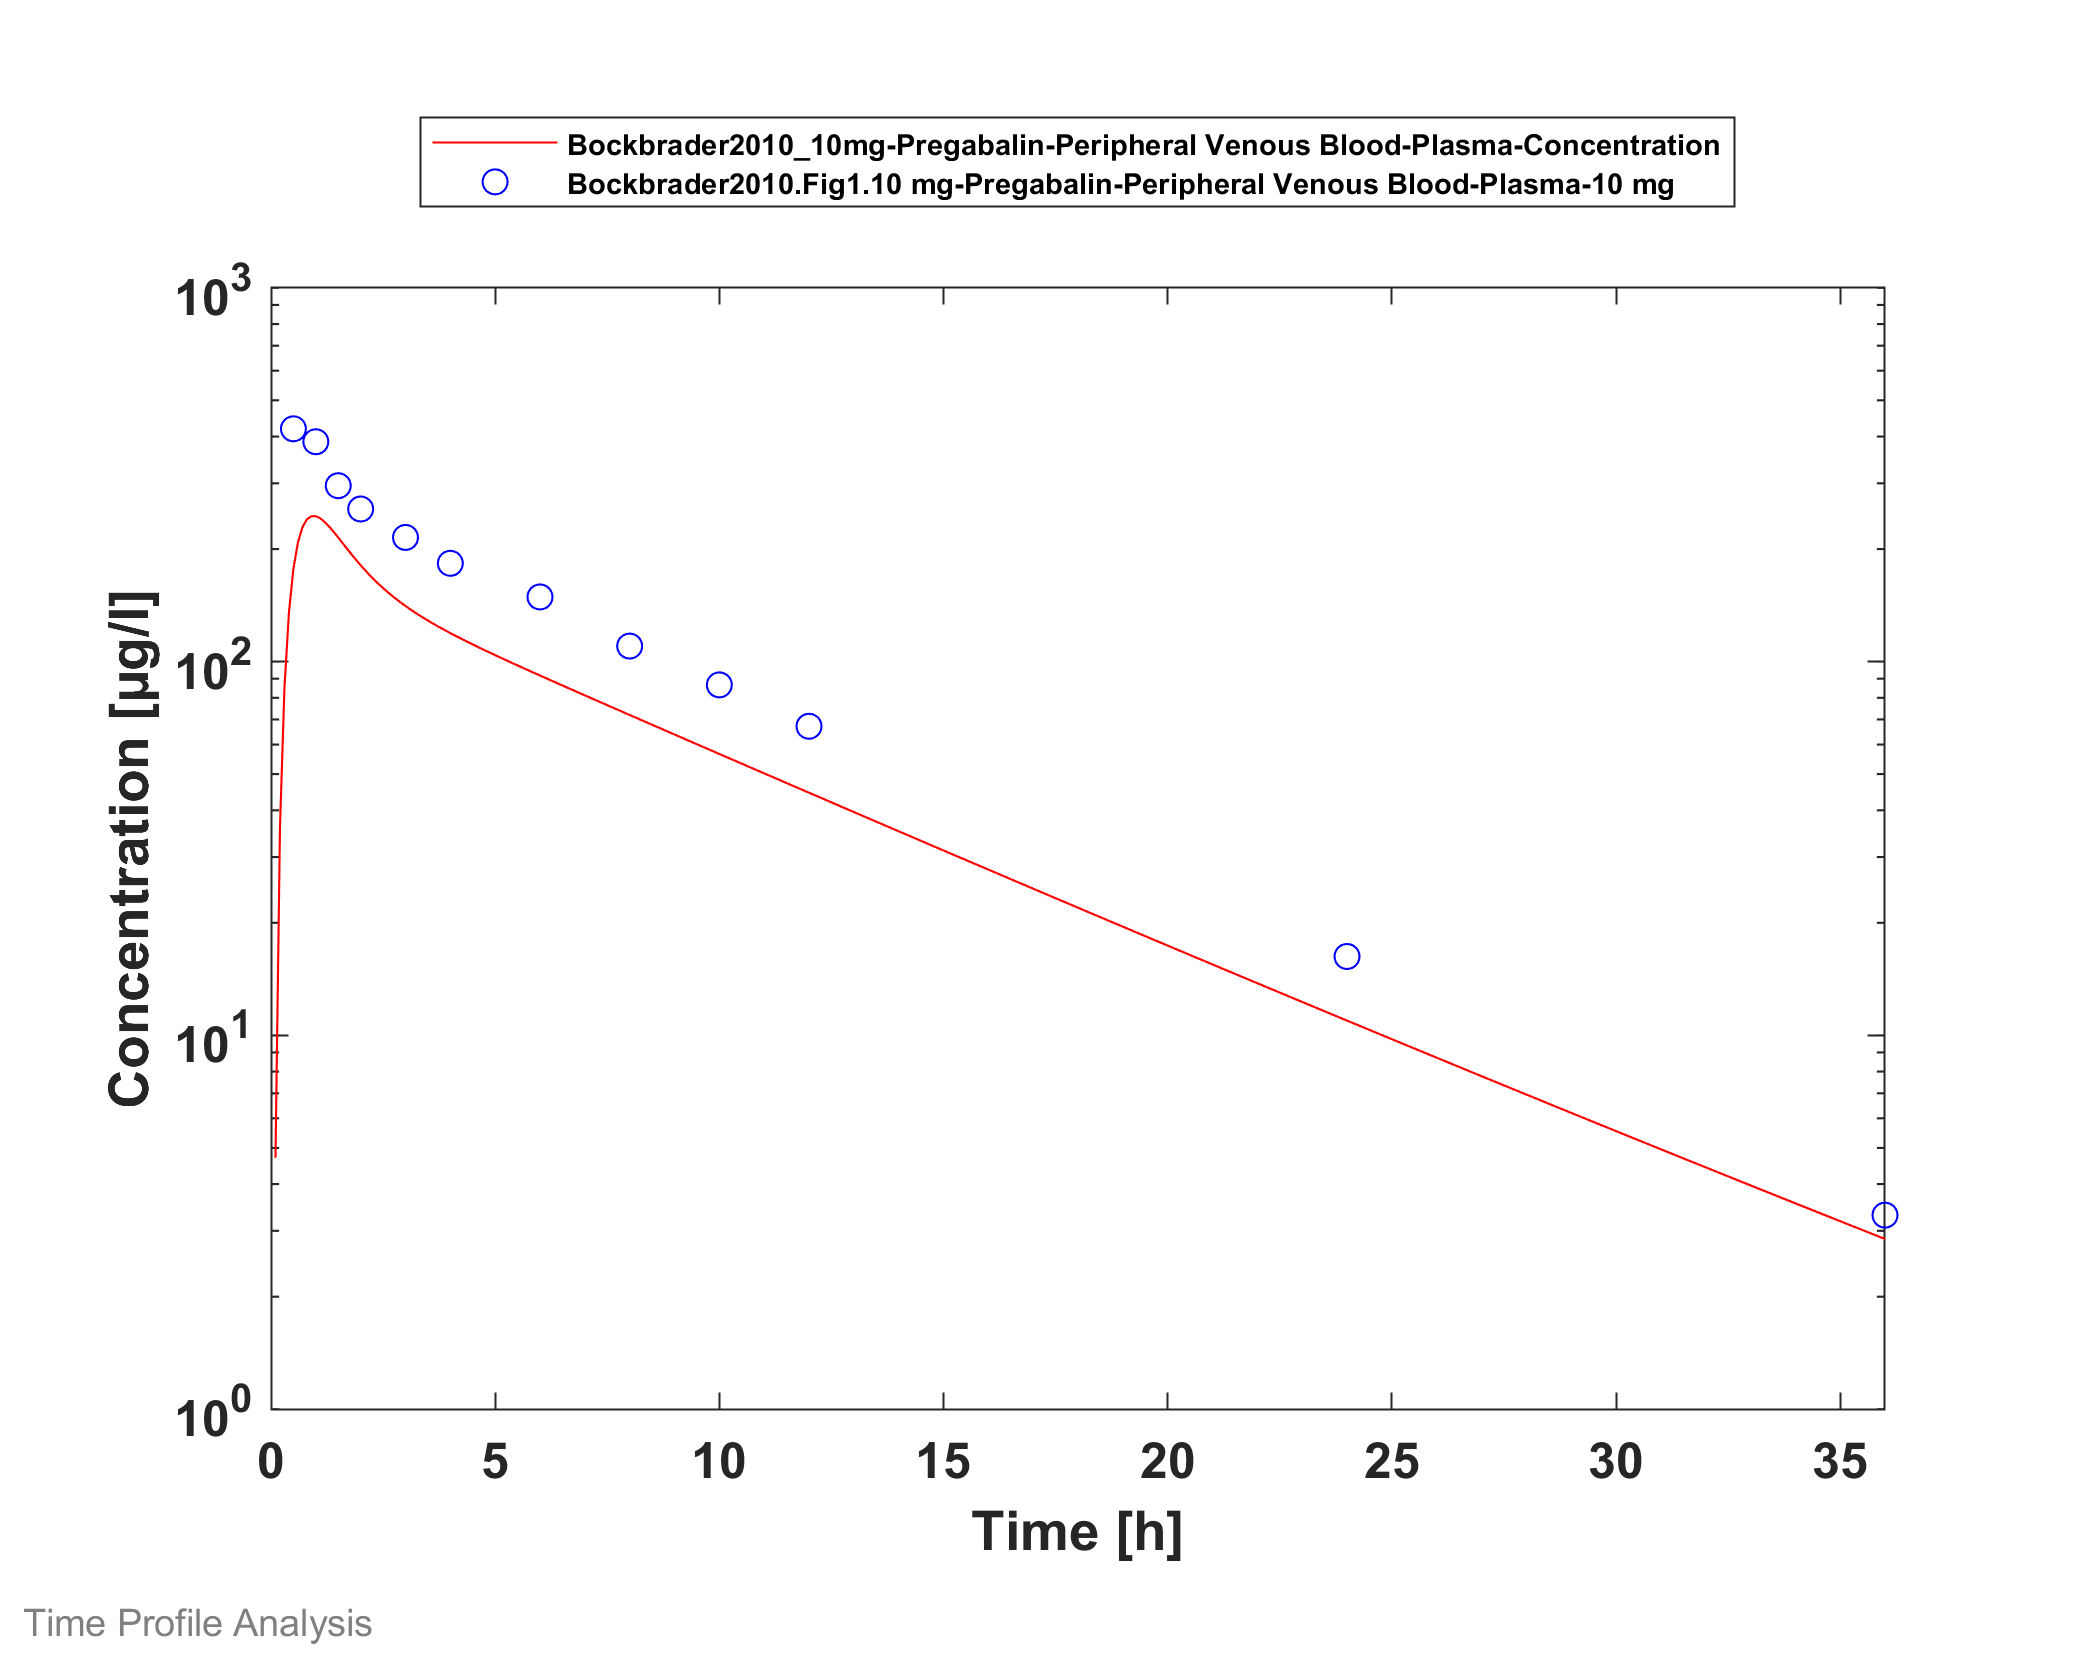 Bockbrader2010_10mg-Pregabalin-Peripheral Venous Blood-Plasma-Concentration
Bockbrader2010.Fig1.10 mg-Pregabalin-Peripheral Venous Blood-Plasma-10 mg
10^3
10^2
10^1
10^0
Concentration [µg/l]
0 5 10 15 20 25 30 35
Time [h]
Time Profile Analysis